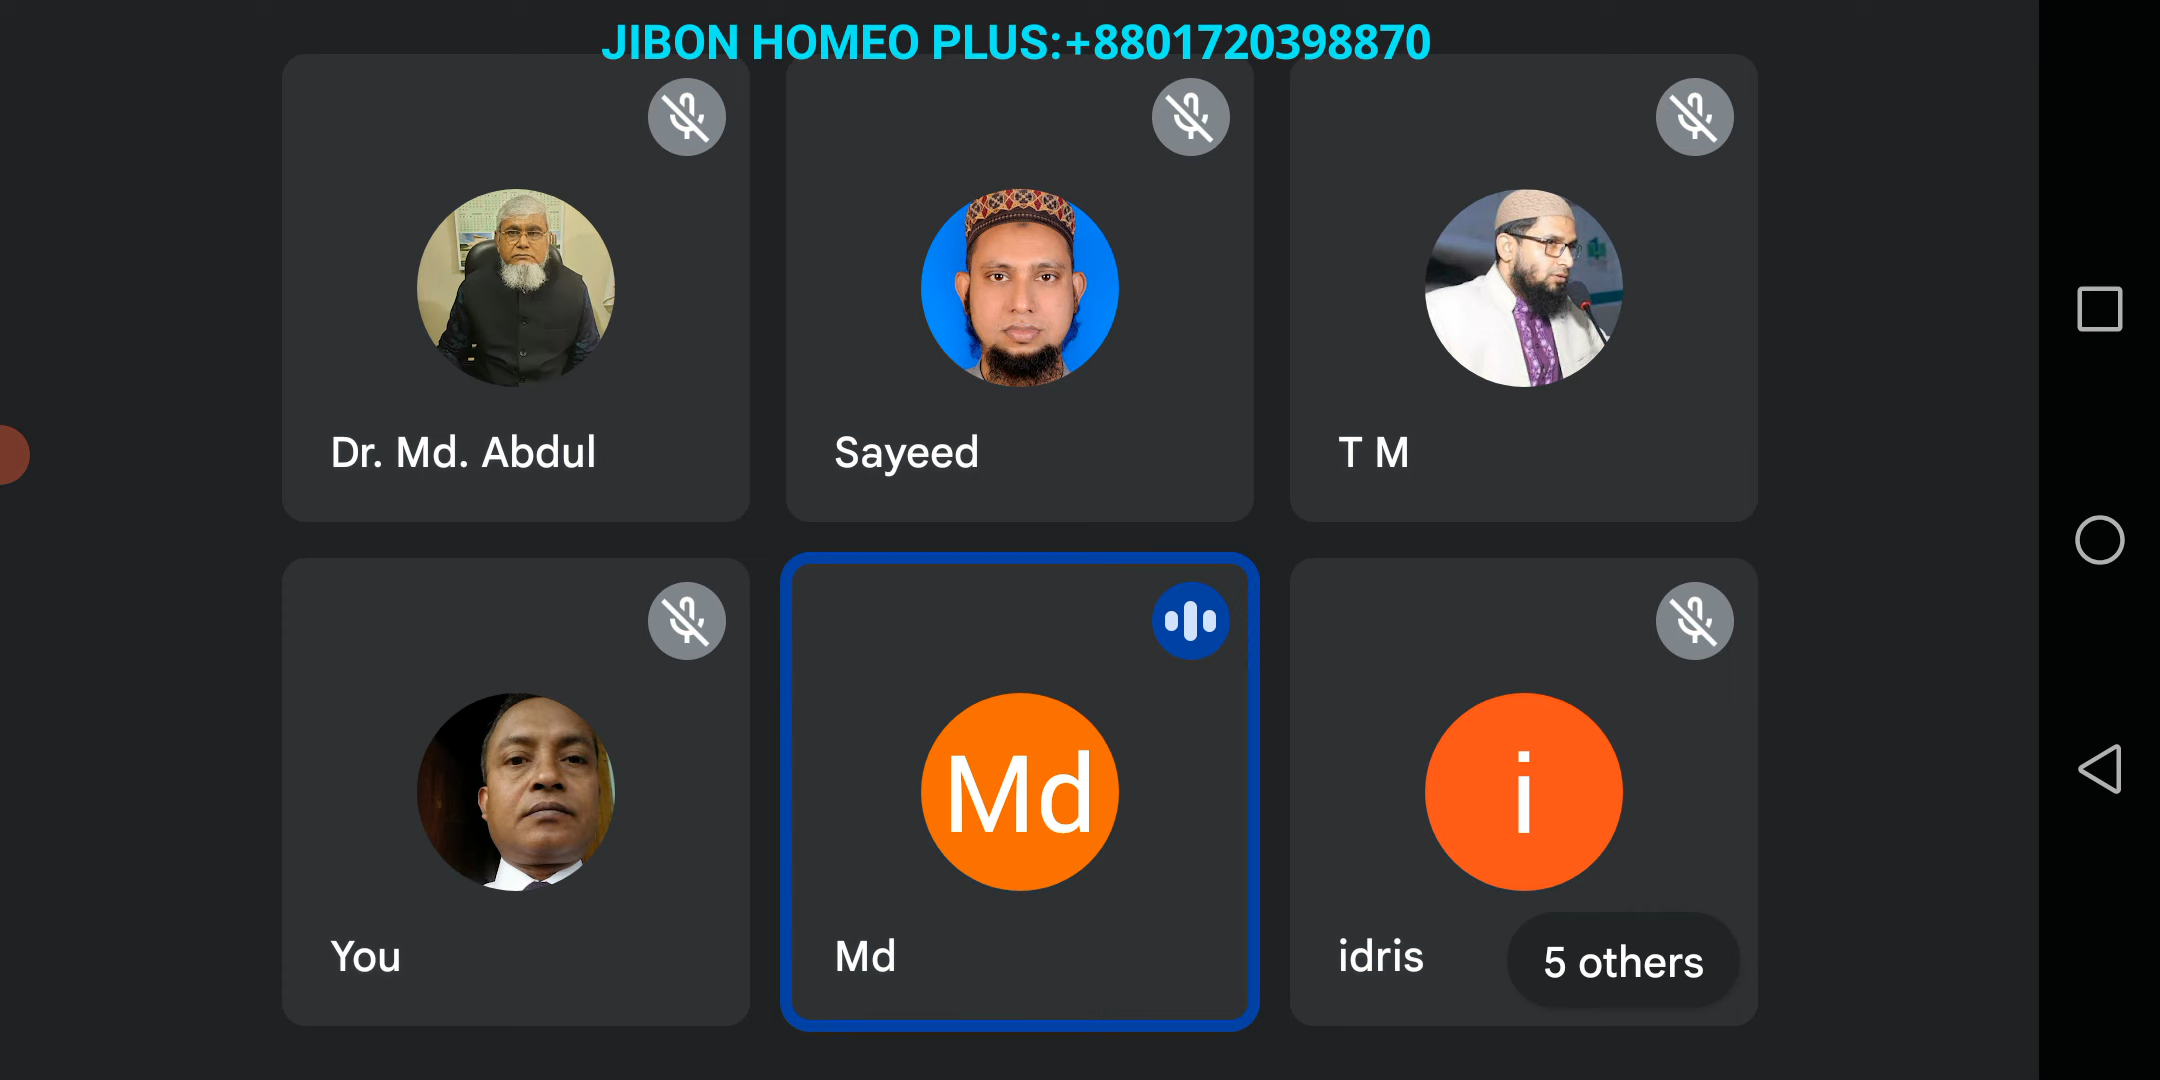 JIBON HOMEO PLUS:+8801720398870
Dr. Md. Abdul
Sayeed
T M
Md
i
You
Md
idris
5 others